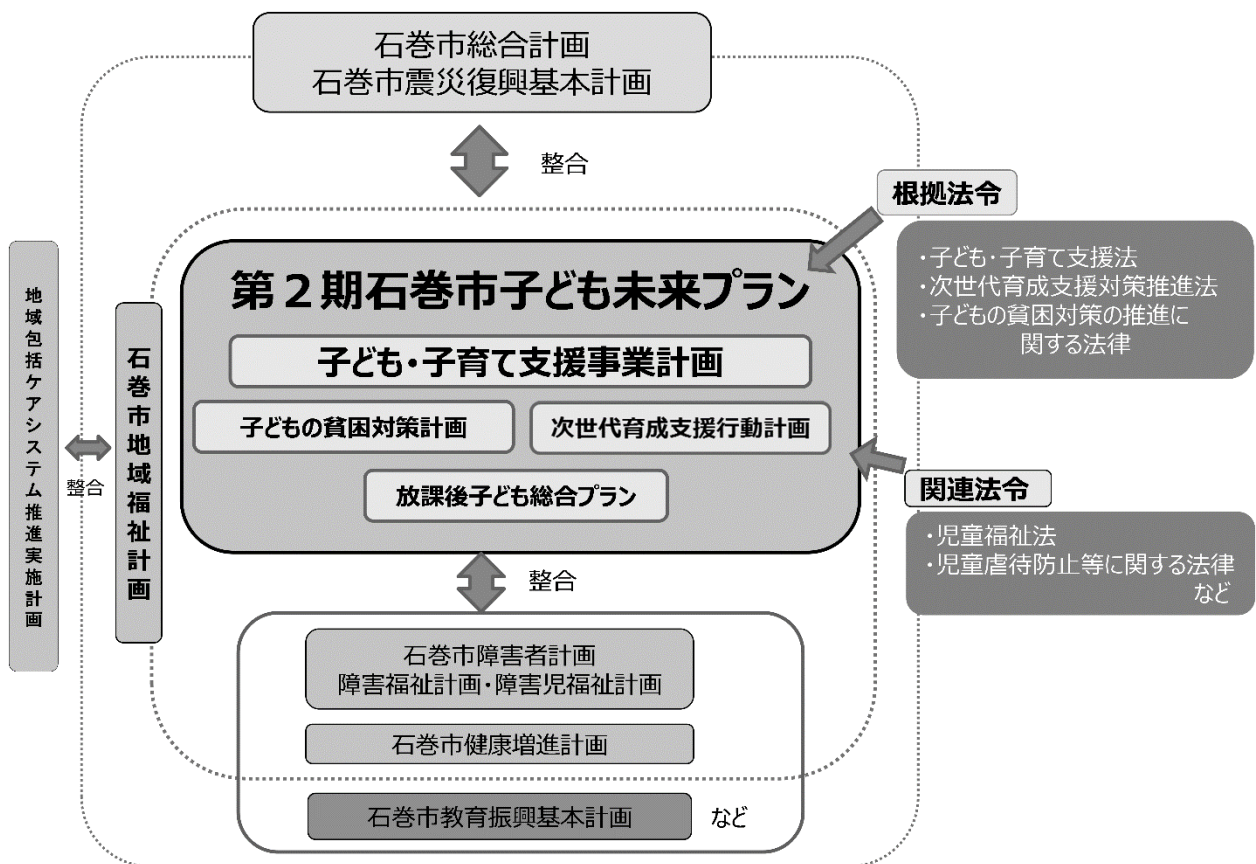 石巻市総合計画
石巻市震災復興基本計画
整合
根拠法令
・子ども・子育て支援法
・次世代育成支援対策推進法
・子どもの貧困対策の推進に
関する法律
第２期石巻市子ども未来プラン
子ども・子育て支援事業計画
子どもの貧困対策計画
次世代育成支援行動計画
放課後子ども総合プラン
地域包括ケアシステム推進実施計画
整合
石巻市地域福祉計画
関連法令
・児童福祉法
・児童虐待防止等に関する法律
など
整合
石巻市障害者計画
障害福祉計画・障害児福祉計画
石巻市健康増進計画
石巻市教育振興基本計画
など